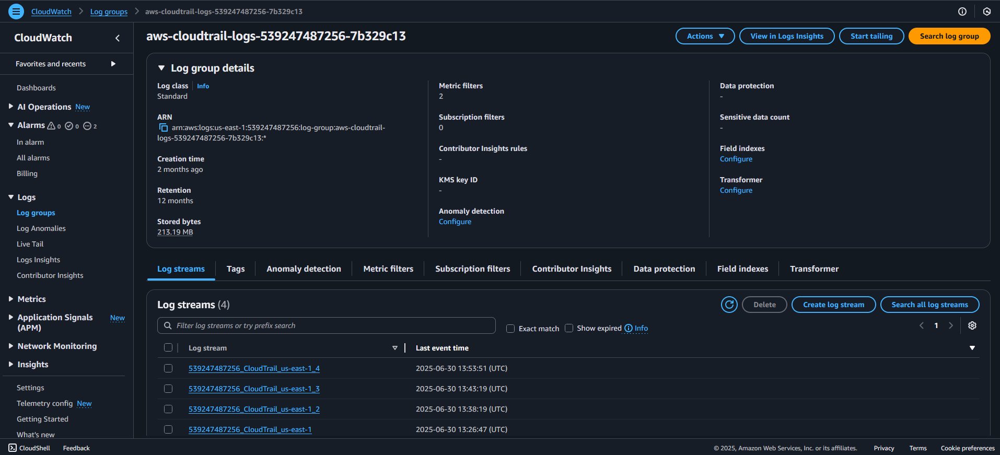 CloudWatch
Log groups
aws-cloudtrail-logs-539247487256-7b329c13
CloudWatch
Favorites and recents
Dashboards
AI Operations New
Alarms 0 0 2
In alarm
All alarms
Billing
Logs
Log groups
Log Anomalies
Live Tail
Logs Insights
Contributor Insights
Metrics
Application Signals New
(APM)
Network Monitoring
Insights
Settings
Telemetry config New
Getting Started
What's new
aws-cloudtrail-logs-539247487256-7b329c13
Actions
View in Logs Insights
Start tailing
Search log group
Log group details
Log class Info
Standard
ARN
arn:aws:logs:us-east-1:539247487256:log-group:aws-cloudtrail-
logs-539247487256-7b329c13:*
Creation time
2 months ago
Retention
12 months
Stored bytes
213.19 MB
Metric filters
2
Subscription filters
0
Contributor Insights rules
-
KMS key ID
-
Anomaly detection
Configure
Data protection
-
Sensitive data count
-
Field indexes
Configure
Transformer
Configure
Log streams
Tags
Anomaly detection
Metric filters
Subscription filters
Contributor Insights
Data protection
Field indexes
Transformer
Log streams (4)
Delete
Create log stream
Search all log streams
Filter log streams or try prefix search
Exact match
Show expired Info
1
Log stream Last event time
539247487256_CloudTrail_us-east-1_4 2025-06-30 13:53:51 (UTC)
539247487256_CloudTrail_us-east-1_3 2025-06-30 13:43:19 (UTC)
539247487256_CloudTrail_us-east-1_2 2025-06-30 13:38:19 (UTC)
539247487256_CloudTrail_us-east-1 2025-06-30 13:26:47 (UTC)
CloudShell Feedback © 2025, Amazon Web Services, Inc. or its affiliates. Privacy Terms Cookie preferences